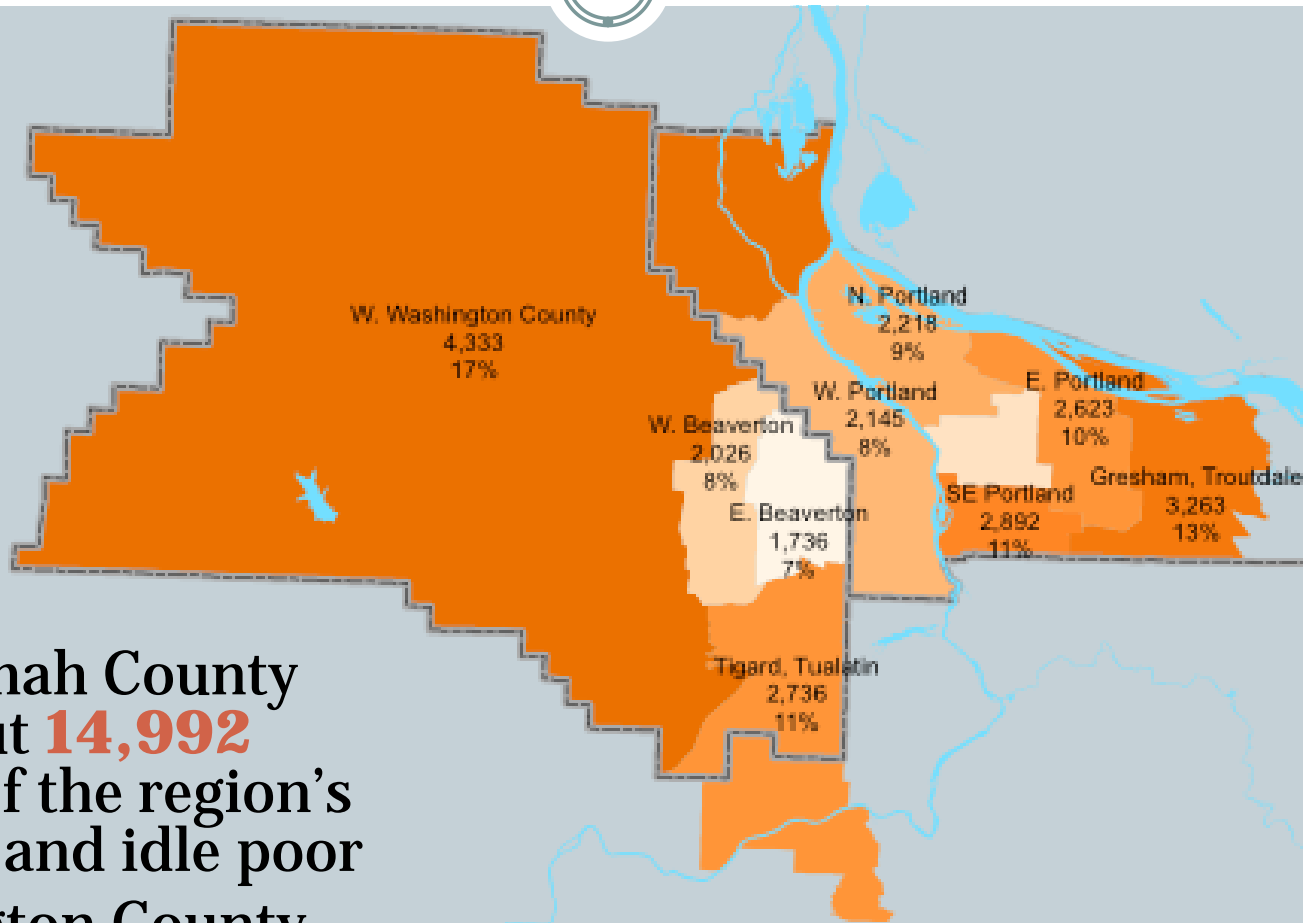 W. Washington County
4,333
17%
N. Portland
2,218
9%
W. Portland
2,145
8%
E. Portland
2,623
10%
W. Beaverton
2,026
8%
E. Beaverton
1,736
7%
SE Portland
2,892
11%
Gresham, Troutdale
3,263
13%
Tigard, Tualatin
2,736
11%
nah County
ut 14,992
f the region's
and idle poor
gton County